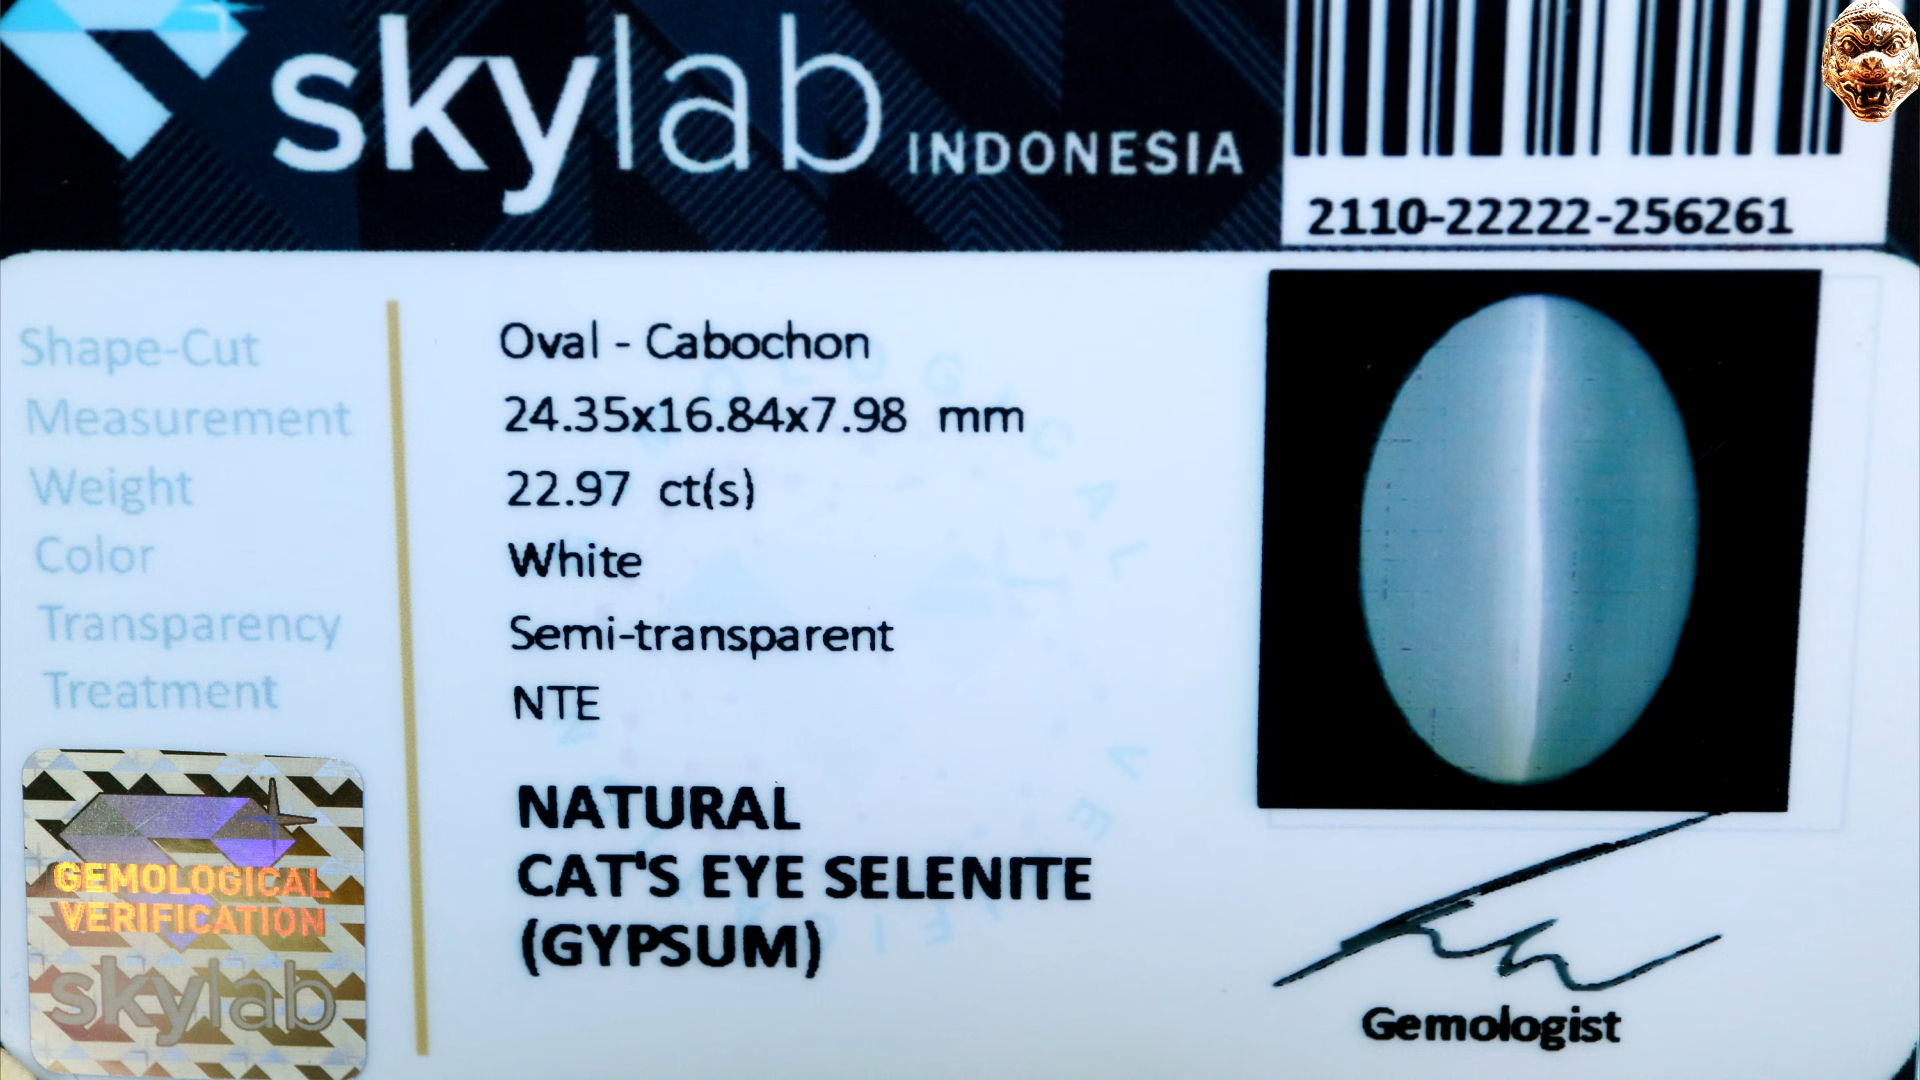 skylab INDONESIA
2110-22222-256261
Shape-Cut Oval - Cabochon
Measurement 24.35x16.84x7.98 mm
Weight 22.97 ct(s)
Color White
Transparency Semi-transparent
Treatment NTE
NATURAL
CAT'S EYE SELENITE
(GYPSUM)
GEMOLOGICAL
VERIFICATION
skylab
Gemologist